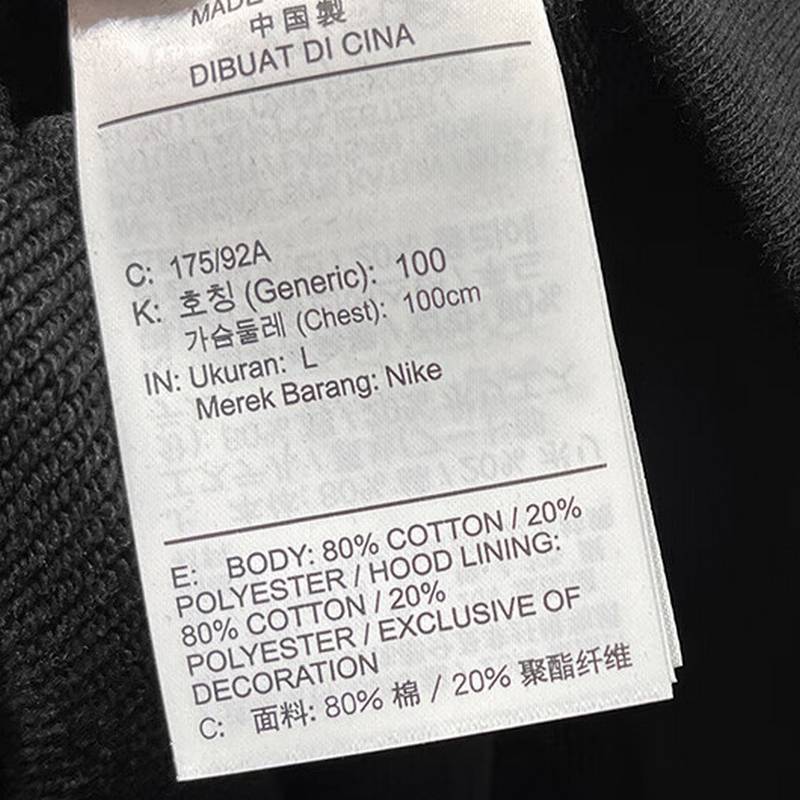 MADE
中国製
DIBUAT DI CINA
C: 175/92A
K: 호칭 (Generic): 100
가슴둘레 (Chest): 100cm
IN: Ukuran: L
Merek Barang: Nike
E: BODY: 80% COTTON / 20%
POLYESTER / HOOD LINING:
80% COTTON / 20%
POLYESTER / EXCLUSIVE OF
DECORATION
C: 面料: 80% 棉 / 20% 聚酯纤维